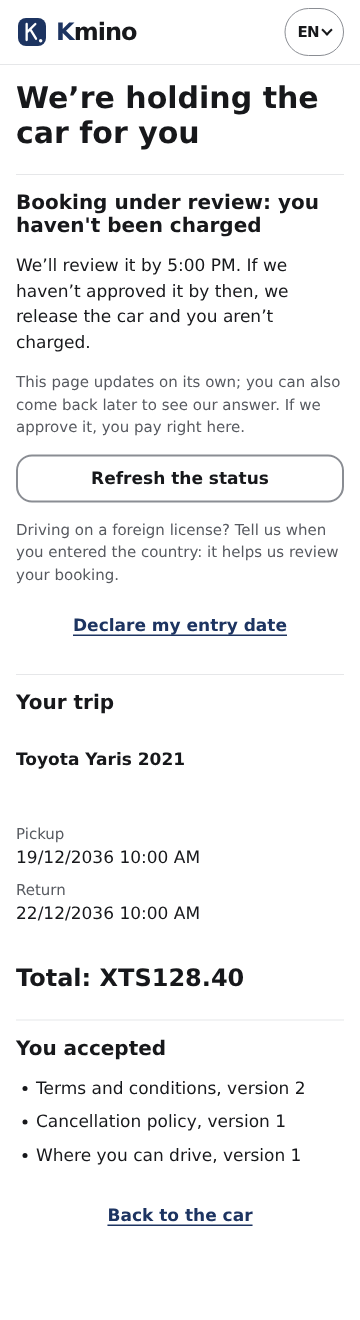 Kmino
EN
We’re holding the
car for you
Booking under review: you
haven't been charged
We’ll review it by 5:00 PM. If we
haven’t approved it by then, we
release the car and you aren’t
charged.
This page updates on its own; you can also
come back later to see our answer. If we
approve it, you pay right here.
Refresh the status
Driving on a foreign license? Tell us when
you entered the country: it helps us review
your booking.
Declare my entry date
Your trip
Toyota Yaris 2021
Pickup
19/12/2036 10:00 AM
Return
22/12/2036 10:00 AM
Total: XTS128.40
You accepted
• Terms and conditions, version 2
• Cancellation policy, version 1
• Where you can drive, version 1
Back to the car